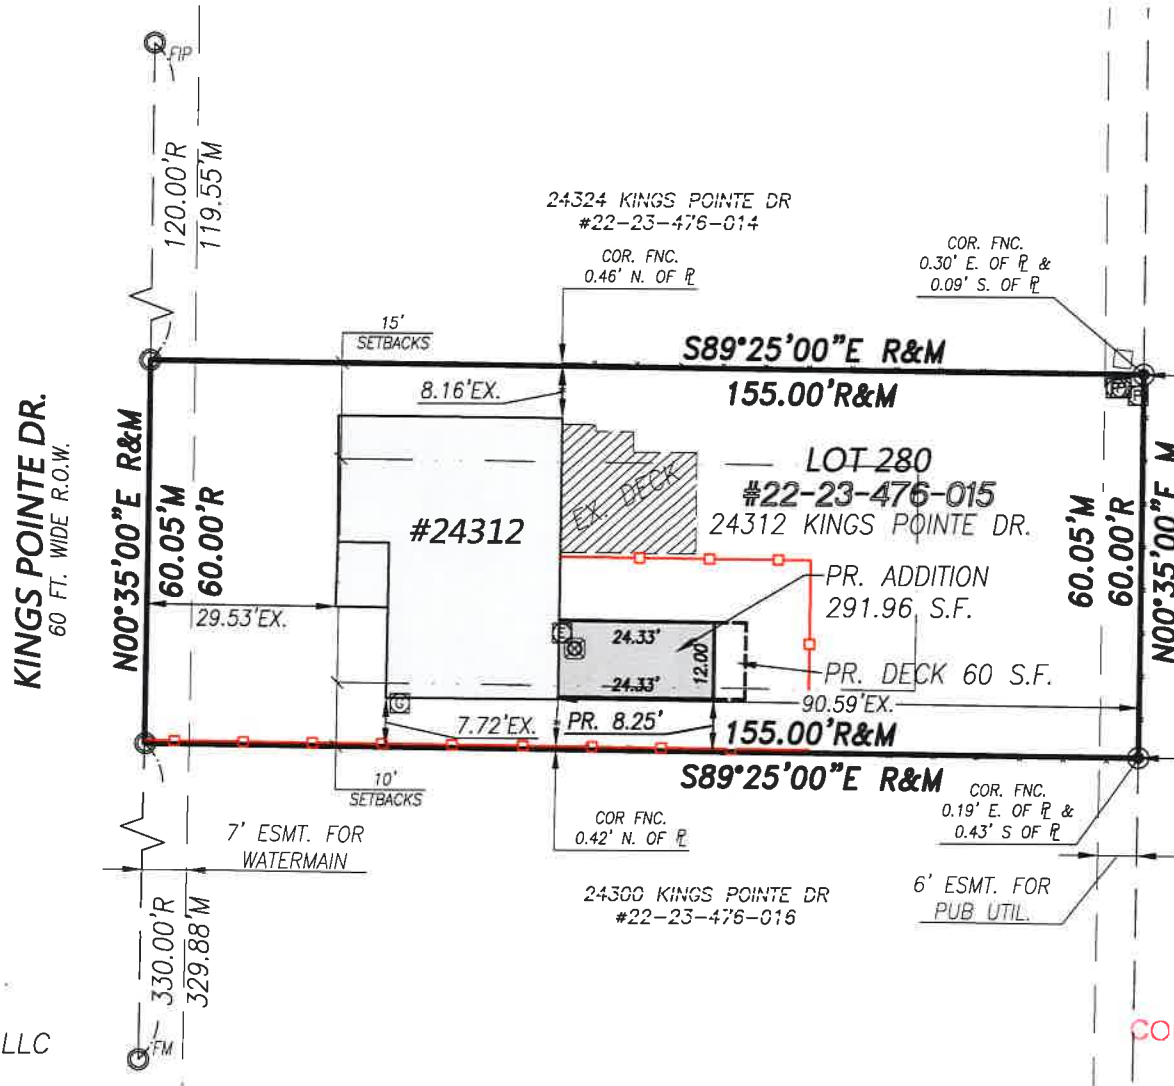 FIP
120.00'R
119.55'M
24324 KINGS POINTE DR
#22-23-476-014
COR. FNC.
0.46' N. OF ℄
COR. FNC.
0.30' E. OF ℄ &
0.09' S. OF ℄
15'
SETBACKS
S89°25'00"E R&M
155.00'R&M
8.16'EX.
KINGS POINTE DR.
60 FT. WIDE R.O.W.
N00°35'00"E R&M
60.05'M
60.00'R
#24312
EX. DECK
LOT 280
#22-23-476-015
24312 KINGS POINTE DR.
60.05'M
60.00'R
N00°35'00"E M
29.53'EX.
PR. ADDITION
291.96 S.F.
E
24.33'
12.00'
24.33'
PR. DECK 60 S.F.
90.59'EX.
G
7.72'EX.
PR. 8.25'
155.00'R&M
S89°25'00"E R&M
10'
SETBACKS
COR FNC.
0.42' N. OF ℄
COR. FNC.
0.19' E. OF ℄ &
0.43' S OF ℄
7' ESMT. FOR
WATERMAIN
24300 KINGS POINTE DR
#22-23-476-016
6' ESMT. FOR
PUB UTIL.
330.00'R
329.88'M
FM
LLC
CO